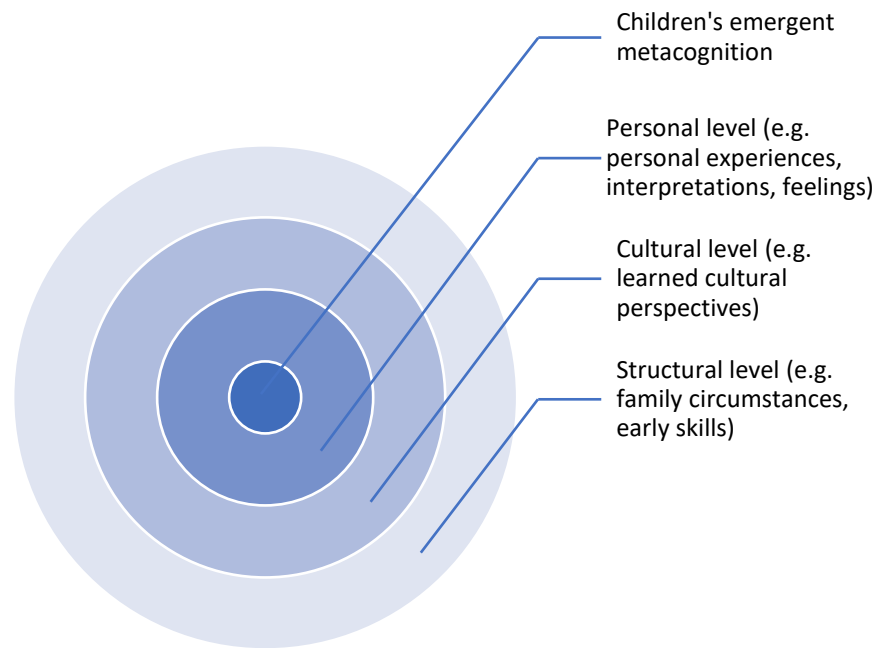 Children's emergent
metacognition
Personal level (e.g.
personal experiences,
interpretations, feelings)
Cultural level (e.g.
learned cultural
perspectives)
Structural level (e.g.
family circumstances,
early skills)